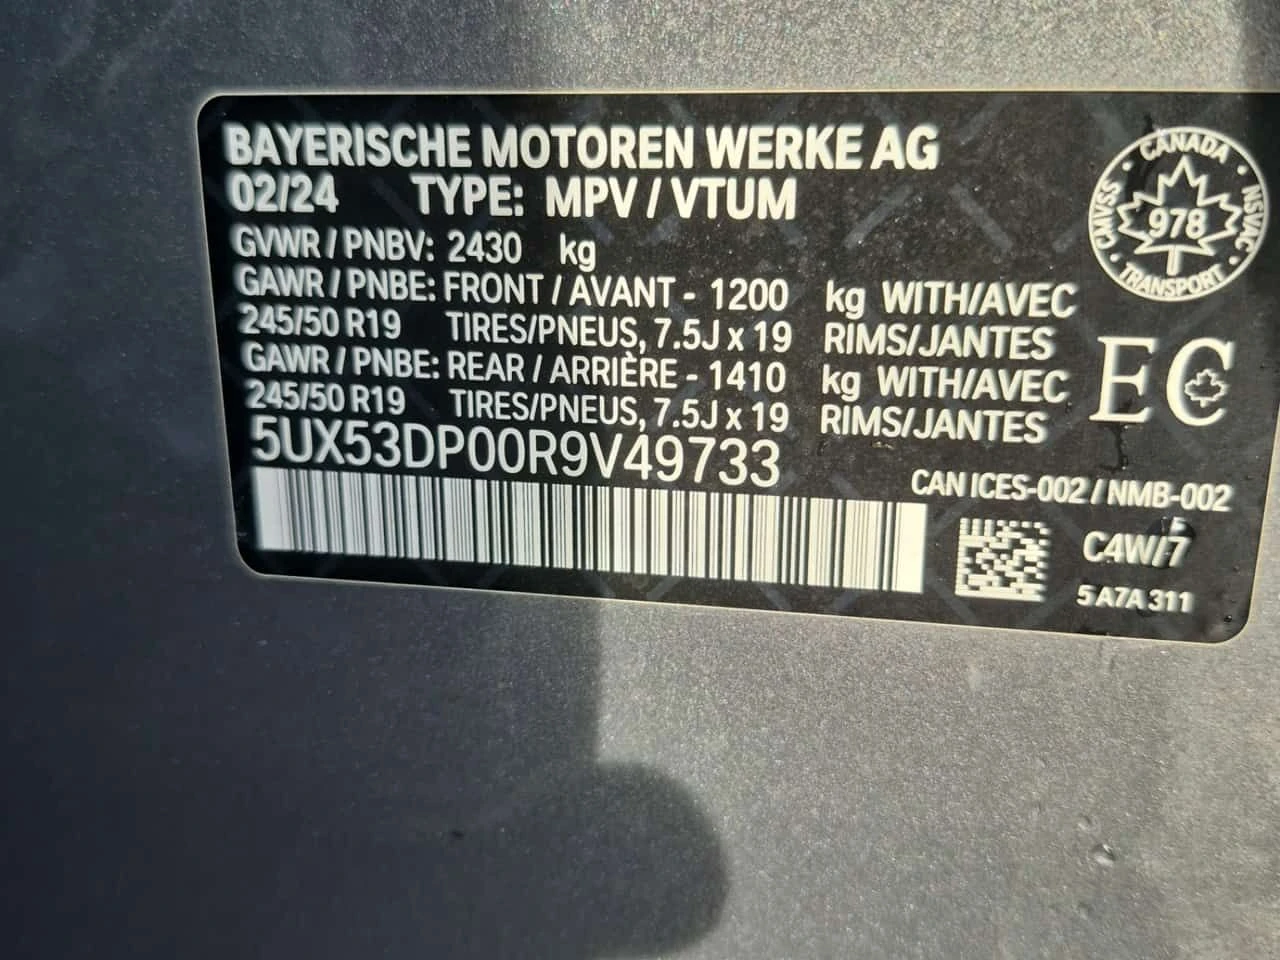 BAYERISCHE MOTOREN WERKE AG
02/24 TYPE: MPV / VTUM
GVWR / PNBV: 2430 kg
GAWR / PNBE: FRONT / AVANT - 1200 kg WITH/AVEC
245/50 R19 TIRES/PNEUS, 7.5J x 19 RIMS/JANTES
GAWR / PNBE: REAR / ARRIÈRE - 1410 kg WITH/AVEC
245/50 R19 TIRES/PNEUS, 7.5J x 19 RIMS/JANTES
5UX53DP00R9V49733
CANADA
CMVSS 978 NSVAC
TRANSPORT
EC
CAN ICES-002 / NMB-002
C4W/7
5 A7A 311